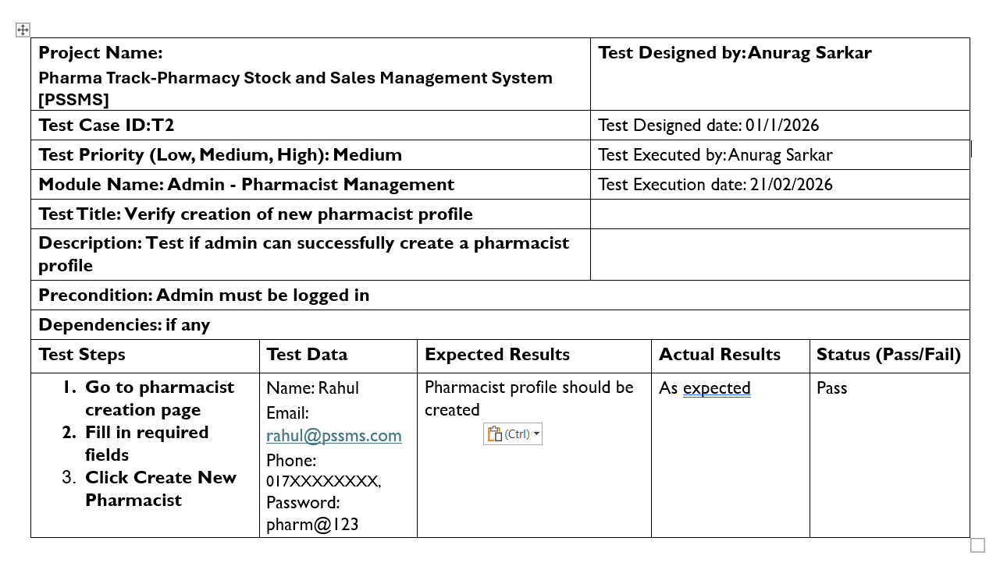 Project Name:
Pharma Track-Pharmacy Stock and Sales Management System
[PSSMS]
Test Designed by: Anurag Sarkar
Test Case ID: T2
Test Designed date: 01/1/2026
Test Priority (Low, Medium, High): Medium
Test Executed by: Anurag Sarkar
Module Name: Admin - Pharmacist Management
Test Execution date: 21/02/2026
Test Title: Verify creation of new pharmacist profile
Description: Test if admin can successfully create a pharmacist
profile
Precondition: Admin must be logged in
Dependencies: if any
Test Steps
Test Data
Expected Results
Actual Results
Status (Pass/Fail)
1. Go to pharmacist
creation page
2. Fill in required
fields
3. Click Create New
Pharmacist
Name: Rahul
Email:
rahul@pssms.com
Phone:
017XXXXXXXX,
Password:
pharm@123
Pharmacist profile should be
created
(Ctrl)
As expected
Pass